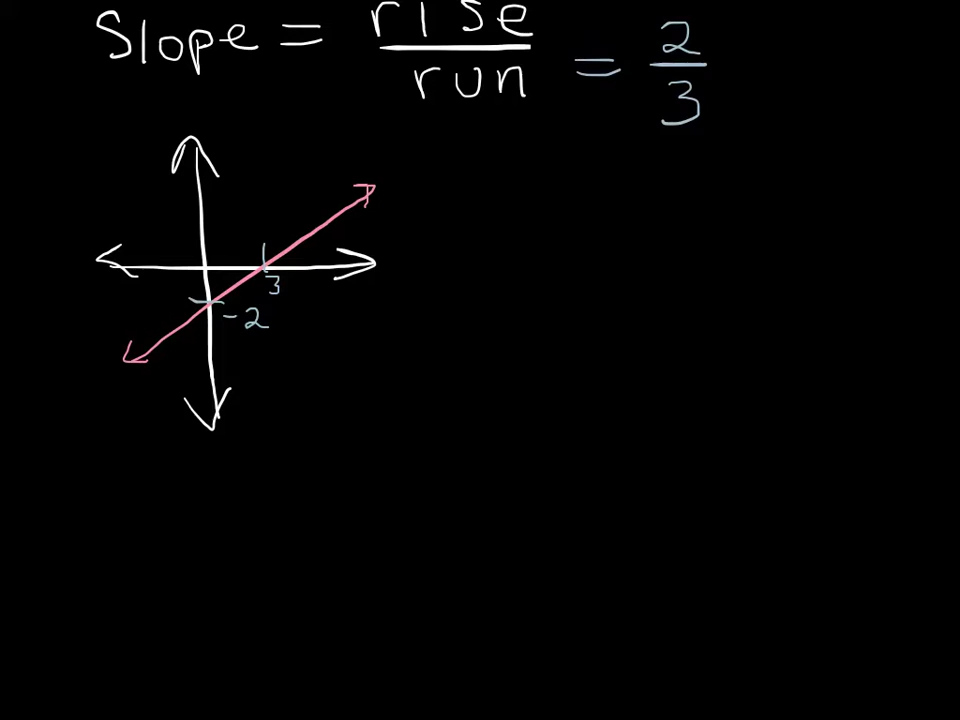 Slope = rise/run = 2/3
3
-2